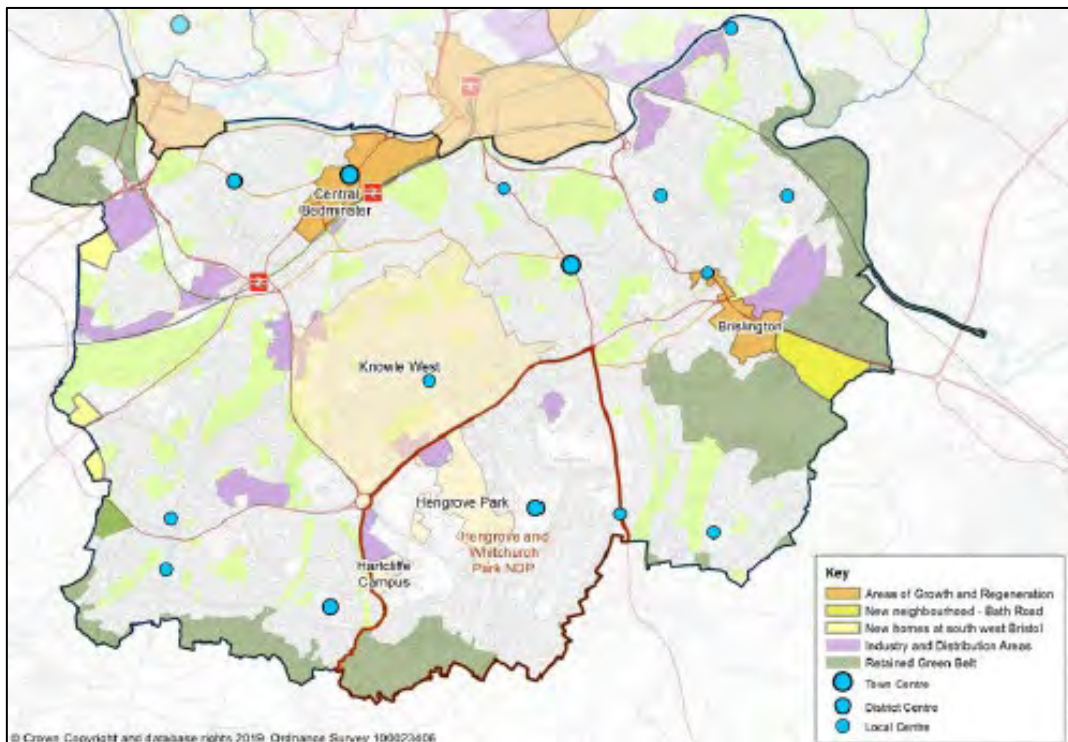 Central
Bedminster
Brislington
Knowle West
Hengrove Park
Hengrove and
Whitchurch
Park NDP
Hartcliffe
Campus
Key
Areas of Growth and Regeneration
New neighbourhood - Bath Road
New homes at south west Bristol
Industry and Distribution Areas
Retained Green Belt
Town Centre
District Centre
Local Centre
© Crown Copyright and database rights 2019. Ordnance Survey 100023406